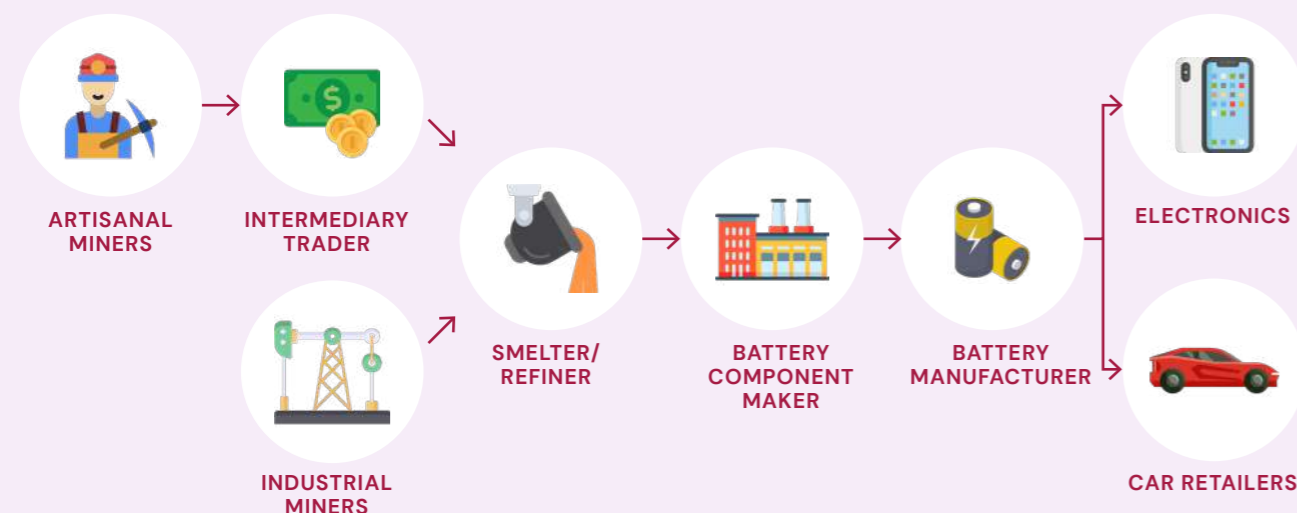 ARTISANAL
MINERS
INTERMEDIARY
TRADER
$
ELECTRONICS
SMELTER/
REFINER
BATTERY
COMPONENT
MAKER
BATTERY
MANUFACTURER
INDUSTRIAL
MINERS
CAR RETAILERS